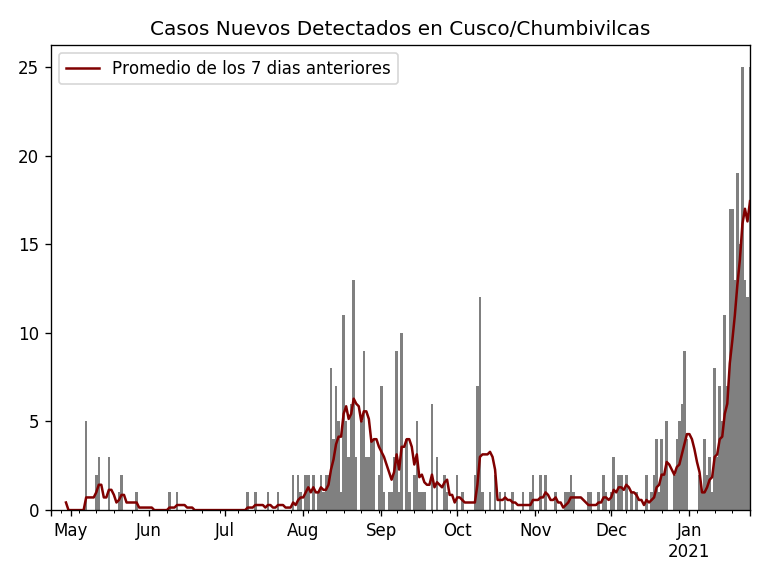 Casos Nuevos Detectados en Cusco/Chumbivilcas
Promedio de los 7 dias anteriores
25
20
15
10
5
0
May Jun Jul Aug Sep Oct Nov Dec Jan
2021